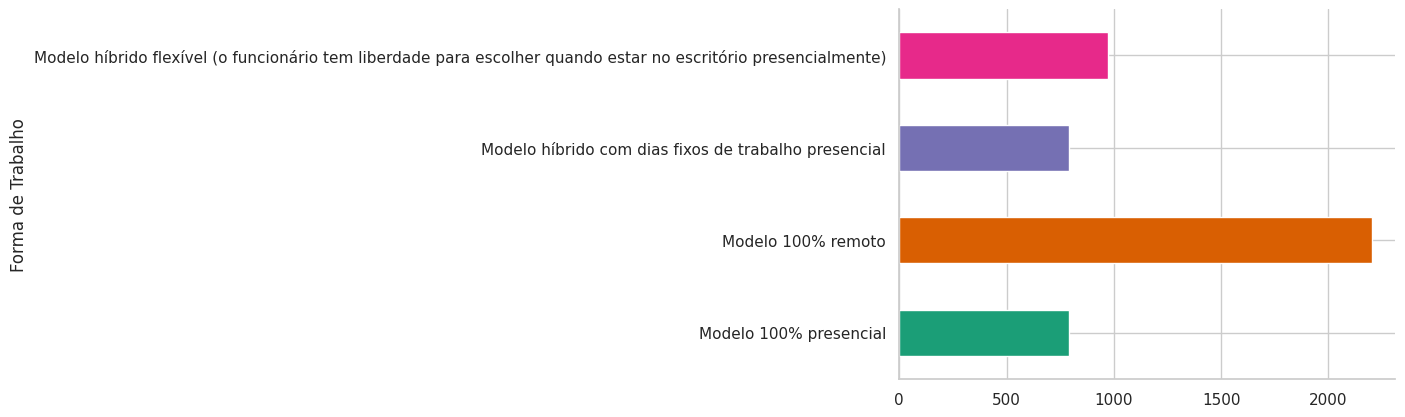 Modelo híbrido flexível (o funcionário tem liberdade para escolher quando estar no escritório presencialmente)
Modelo híbrido com dias fixos de trabalho presencial
Forma de Trabalho
Modelo 100% remoto
Modelo 100% presencial
0 500 1000 1500 2000